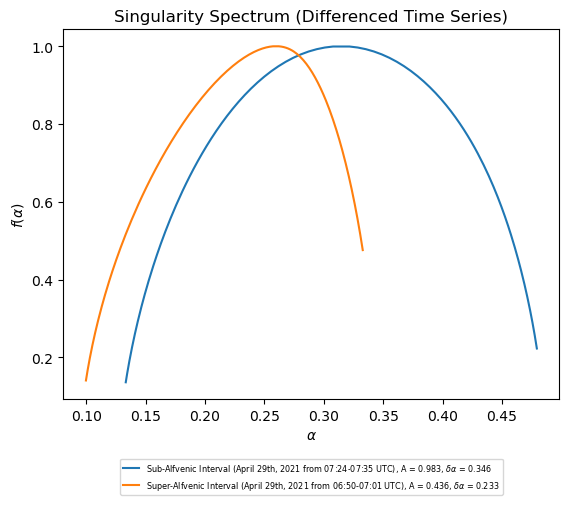 Singularity Spectrum (Differenced Time Series)
1.0
0.8
0.6
0.4
0.2
f(α)
0.10 0.15 0.20 0.25 0.30 0.35 0.40 0.45
α
Sub-Alfvenic Interval (April 29th, 2021 from 07:24-07:35 UTC), A = 0.983, δα = 0.346
Super-Alfvenic Interval (April 29th, 2021 from 06:50-07:01 UTC), A = 0.436, δα = 0.233